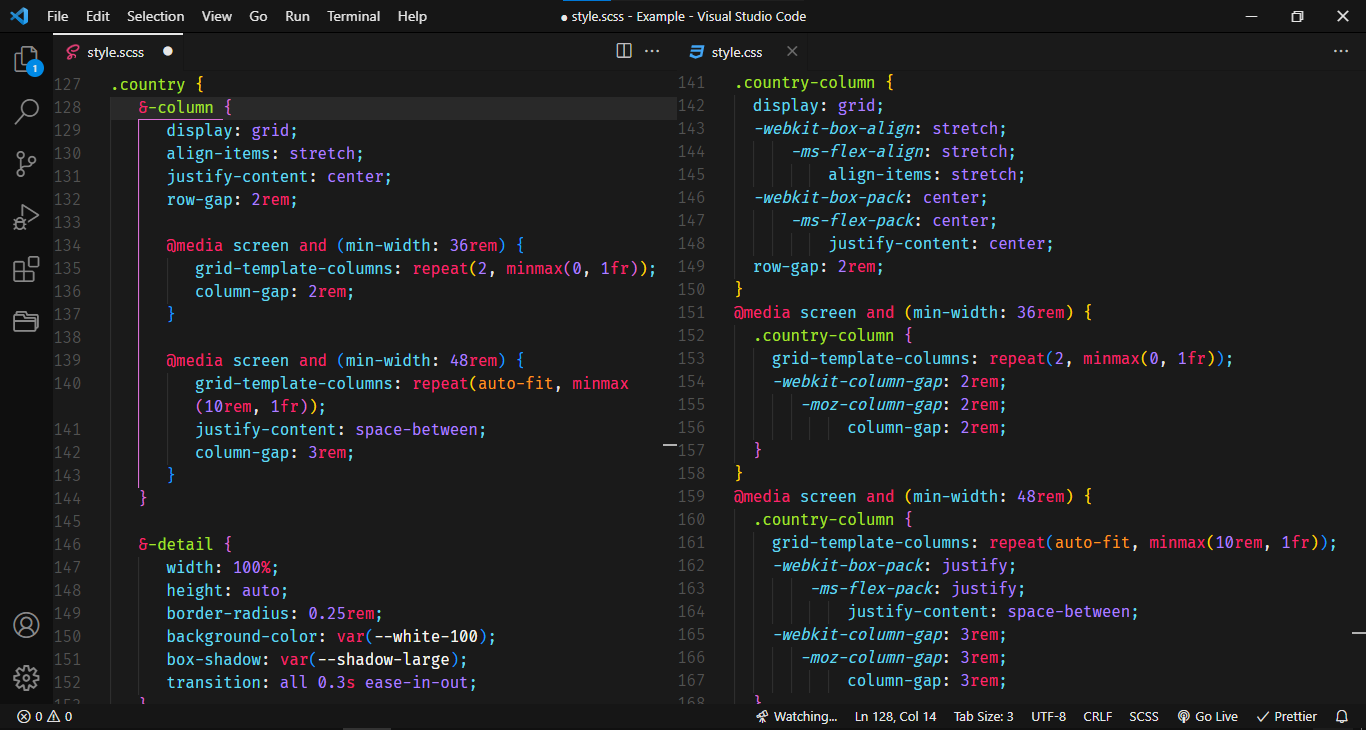 File Edit Selection View Go Run Terminal Help
● style.scss - Example - Visual Studio Code
style.scss ●
1
127 .country {
128 &-column {
129 display: grid;
130 align-items: stretch;
131 justify-content: center;
132 row-gap: 2rem;
133
134 @media screen and (min-width: 36rem) {
135 grid-template-columns: repeat(2, minmax(0, 1fr));
136 column-gap: 2rem;
137 }
138
139 @media screen and (min-width: 48rem) {
140 grid-template-columns: repeat(auto-fit, minmax
(10rem, 1fr));
141 justify-content: space-between;
142 column-gap: 3rem;
143 }
144 }
145
146 &-detail {
147 width: 100%;
148 height: auto;
149 border-radius: 0.25rem;
150 background-color: var(--white-100);
151 box-shadow: var(--shadow-large);
152 transition: all 0.3s ease-in-out;
153 }
style.css
141 .country-column {
142 display: grid;
143 -webkit-box-align: stretch;
144 -ms-flex-align: stretch;
145 align-items: stretch;
146 -webkit-box-pack: center;
147 -ms-flex-pack: center;
148 justify-content: center;
149 row-gap: 2rem;
150 }
151 @media screen and (min-width: 36rem) {
152 .country-column {
153 grid-template-columns: repeat(2, minmax(0, 1fr));
154 -webkit-column-gap: 2rem;
155 -moz-column-gap: 2rem;
156 column-gap: 2rem;
157 }
158 }
159 @media screen and (min-width: 48rem) {
160 .country-column {
161 grid-template-columns: repeat(auto-fit, minmax(10rem, 1fr));
162 -webkit-box-pack: justify;
163 -ms-flex-pack: justify;
164 justify-content: space-between;
165 -webkit-column-gap: 3rem;
166 -moz-column-gap: 3rem;
167 column-gap: 3rem;
168 }
0 0
Watching... Ln 128, Col 14 Tab Size: 3 UTF-8 CRLF SCSS Go Live Prettier